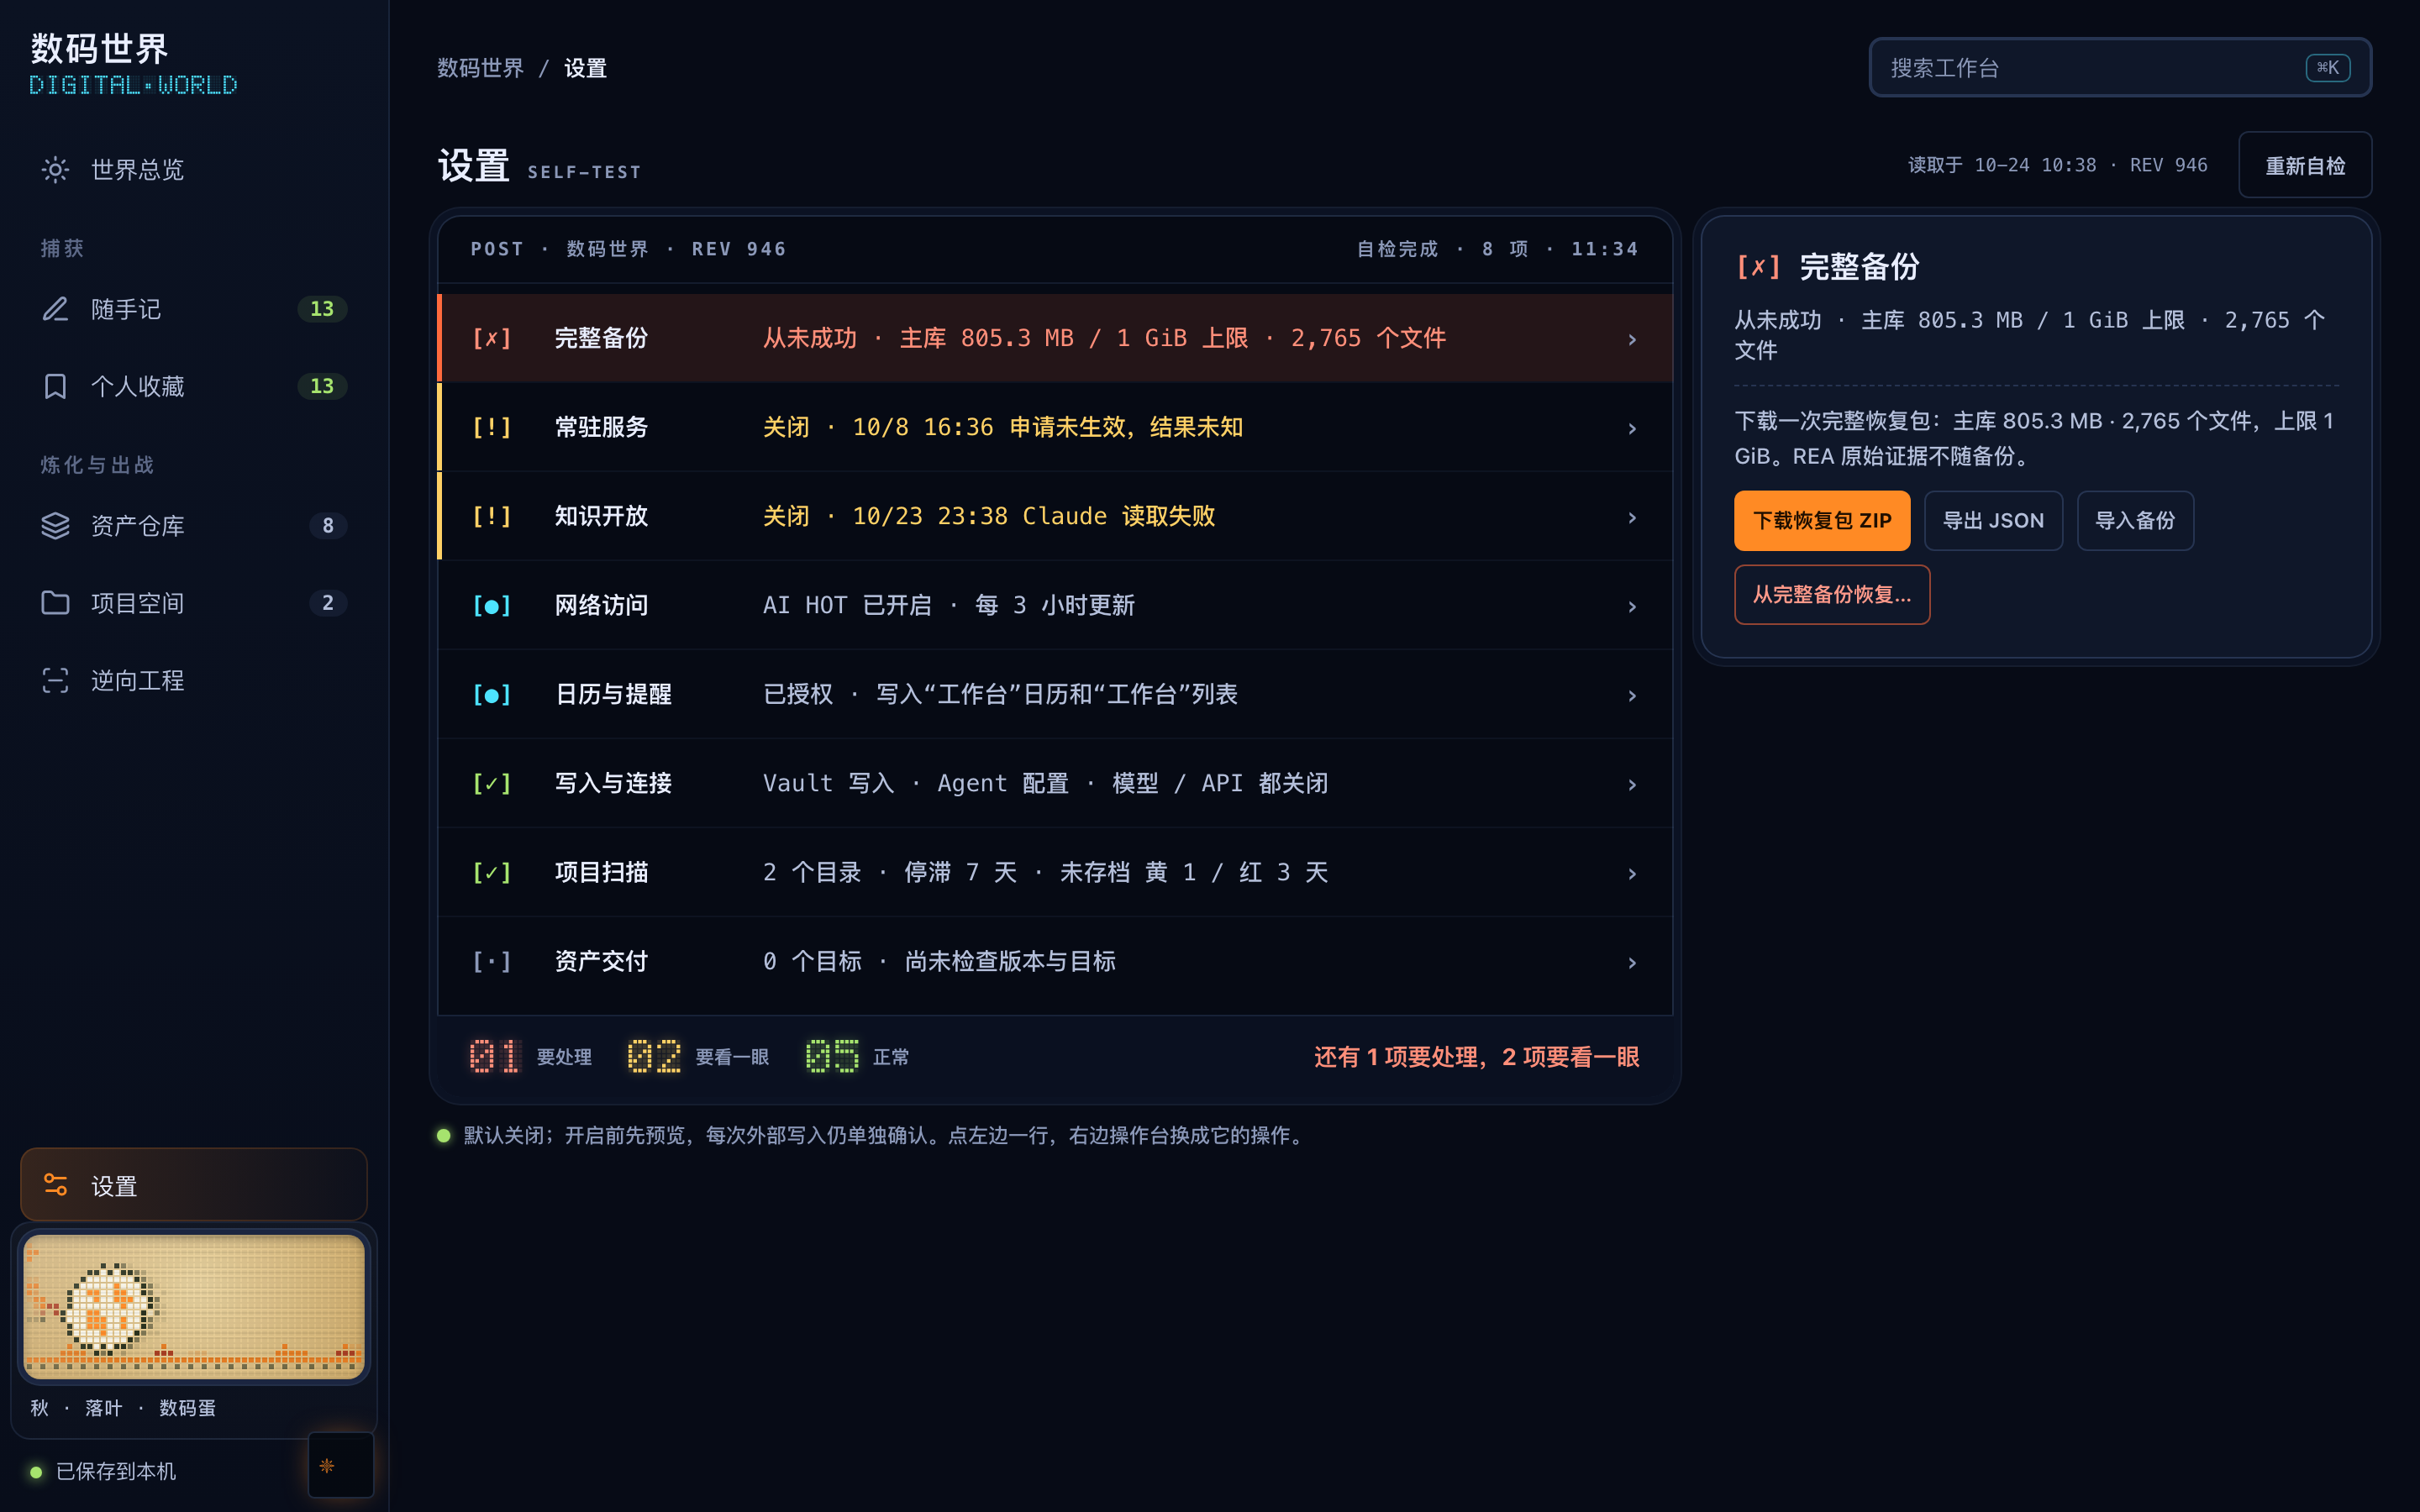 数码世界
DIGITAL·WORLD
世界总览
捕获
随手记 13
个人收藏 13
炼化与出战
资产仓库 8
项目空间 2
逆向工程
设置
秋 · 落叶 · 数码蛋
已保存到本机
数码世界 / 设置
搜索工作台 ⌘K
设置 SELF-TEST
读取于 10-24 10:38 · REV 946
重新自检
POST · 数码世界 · REV 946
自检完成 · 8 项 · 11:34
[✗] 完整备份 从未成功 · 主库 805.3 MB / 1 GiB 上限 · 2,765 个文件 ›
[!] 常驻服务 关闭 · 10/8 16:36 申请未生效，结果未知 ›
[!] 知识开放 关闭 · 10/23 23:38 Claude 读取失败 ›
[●] 网络访问 AI HOT 已开启 · 每 3 小时更新 ›
[●] 日历与提醒 已授权 · 写入“工作台”日历和“工作台”列表 ›
[✓] 写入与连接 Vault 写入 · Agent 配置 · 模型 / API 都关闭 ›
[✓] 项目扫描 2 个目录 · 停滞 7 天 · 未存档 黄 1 / 红 3 天 ›
[·] 资产交付 0 个目标 · 尚未检查版本与目标 ›
01 要处理 02 要看一眼 05 正常
还有 1 项要处理，2 项要看一眼
默认关闭；开启前先预览，每次外部写入仍单独确认。点左边一行，右边操作台换成它的操作。
[✗] 完整备份
从未成功 · 主库 805.3 MB / 1 GiB 上限 · 2,765 个
文件
下载一次完整恢复包：主库 805.3 MB · 2,765 个文件，上限 1
GiB。REA 原始证据不随备份。
下载恢复包 ZIP
导出 JSON
导入备份
从完整备份恢复...